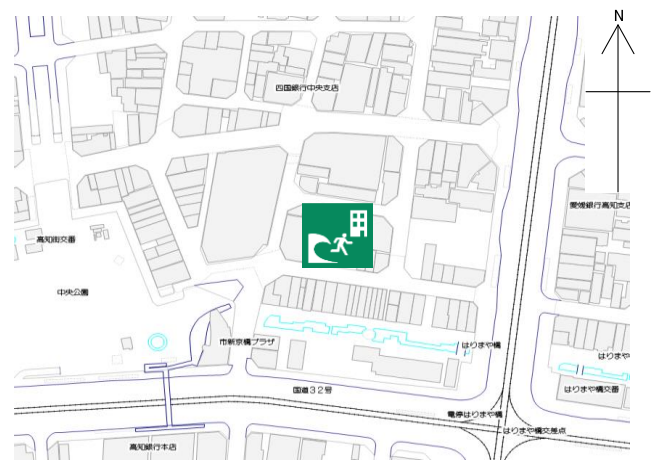 N
四国銀行中央支店
愛媛銀行高知支店
高知街交番
中央公園
市新京橋プラザ
はりまや橋
はりまや
はりまや橋交番
国道32号
電停はりまや橋
はりまや橋交差点
高知銀行本店